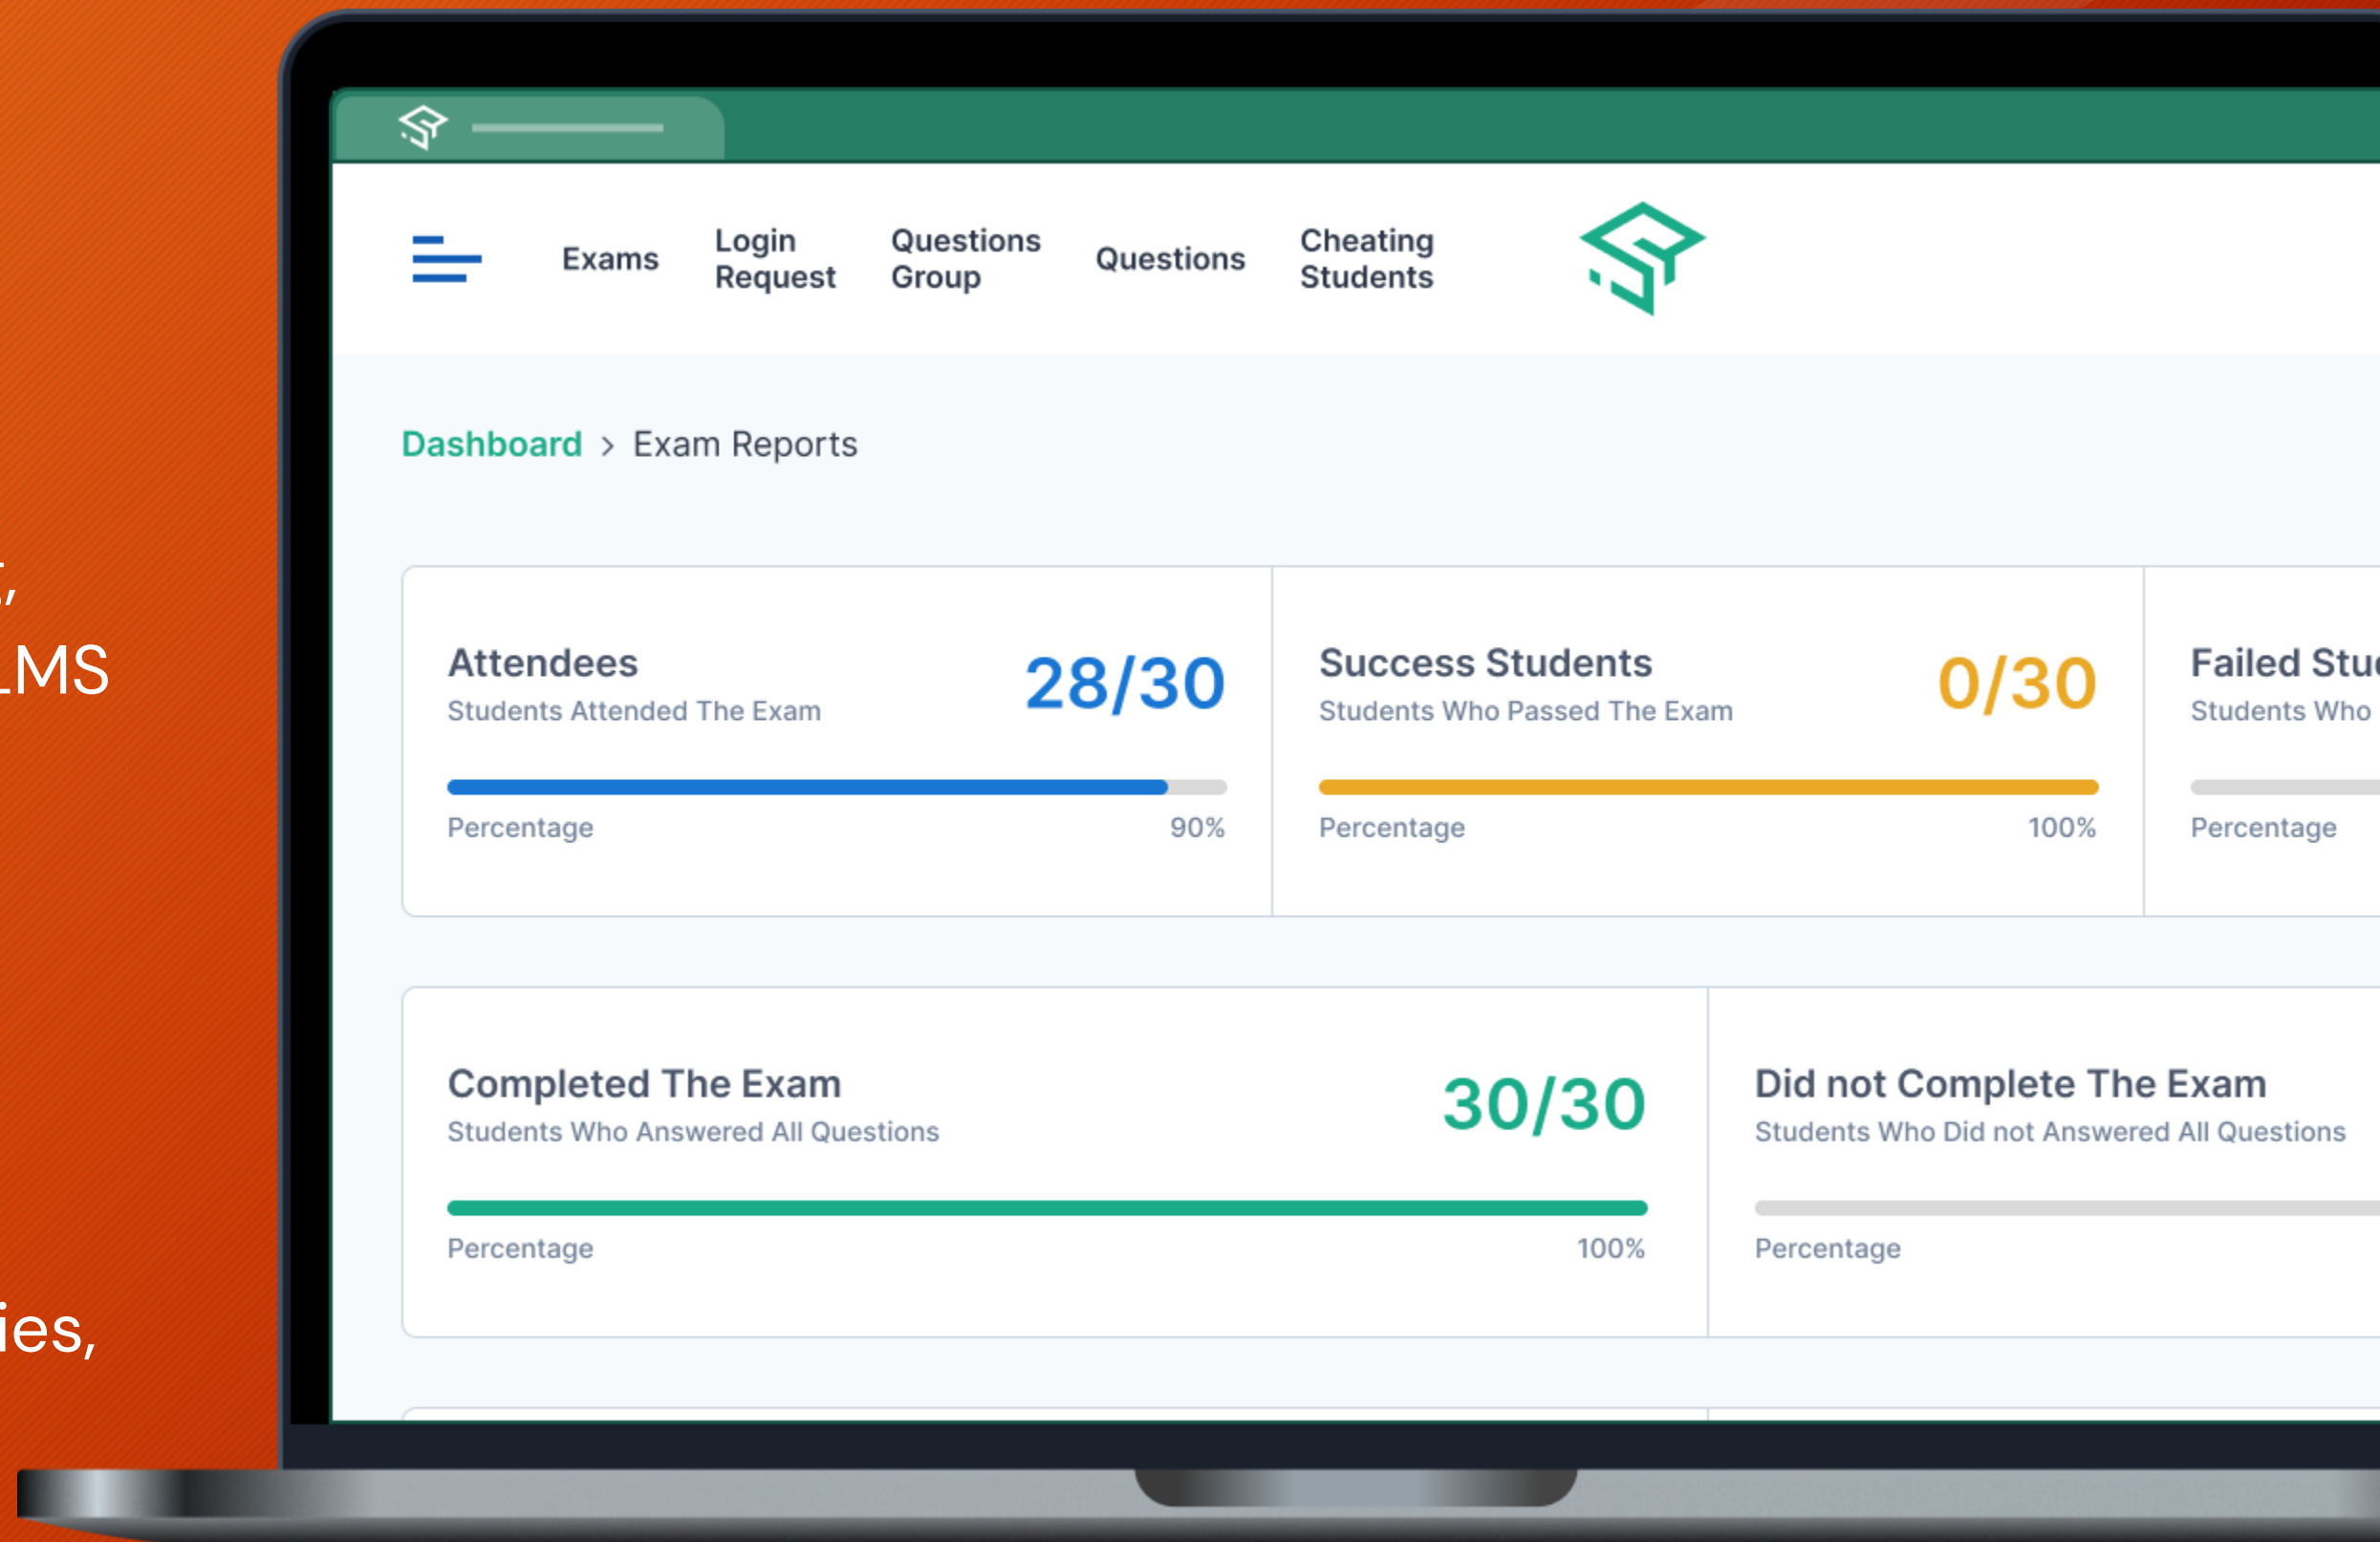 LMS
Exams
Login
Request
Questions
Group
Questions
Cheating
Students
Dashboard > Exam Reports
Attendees
Students Attended The Exam
28/30
Percentage
90%
Success Students
Students Who Passed The Exam
0/30
Percentage
100%
Failed
Students Who
Percentage
Completed The Exam
Students Who Answered All Questions
30/30
Percentage
100%
Did not Complete The Exam
Students Who Did not Answered All Questions
Percentage